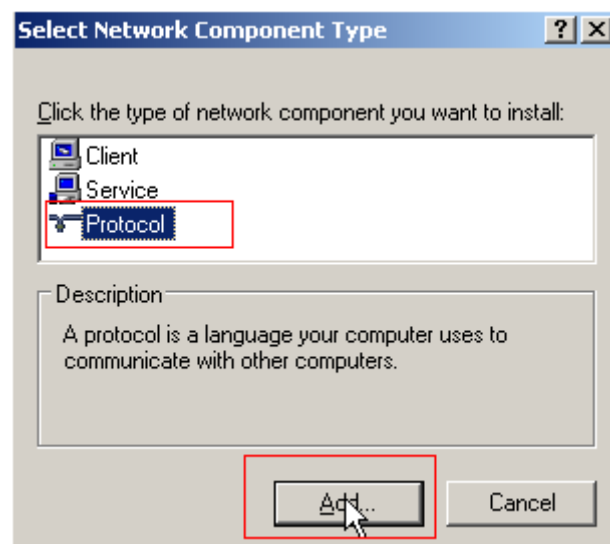 Select Network Component Type
Click the type of network component you want to install:
Client
Service
Protocol
Description
A protocol is a language your computer uses to
communicate with other computers.
Add...
Cancel